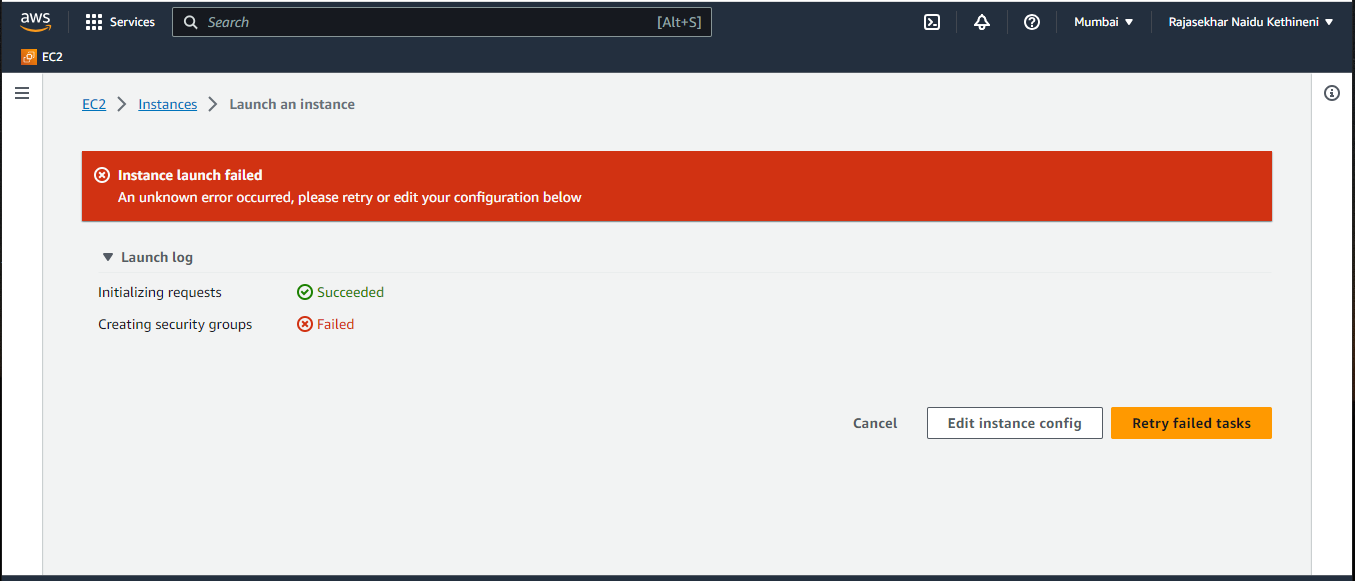 aws Services Search [Alt+S] Mumbai Rajasekhar Naidu Kethineni
EC2
EC2 Instances Launch an instance
Instance launch failed
An unknown error occurred, please retry or edit your configuration below
Launch log
Initializing requests Succeeded
Creating security groups Failed
Cancel Edit instance config Retry failed tasks